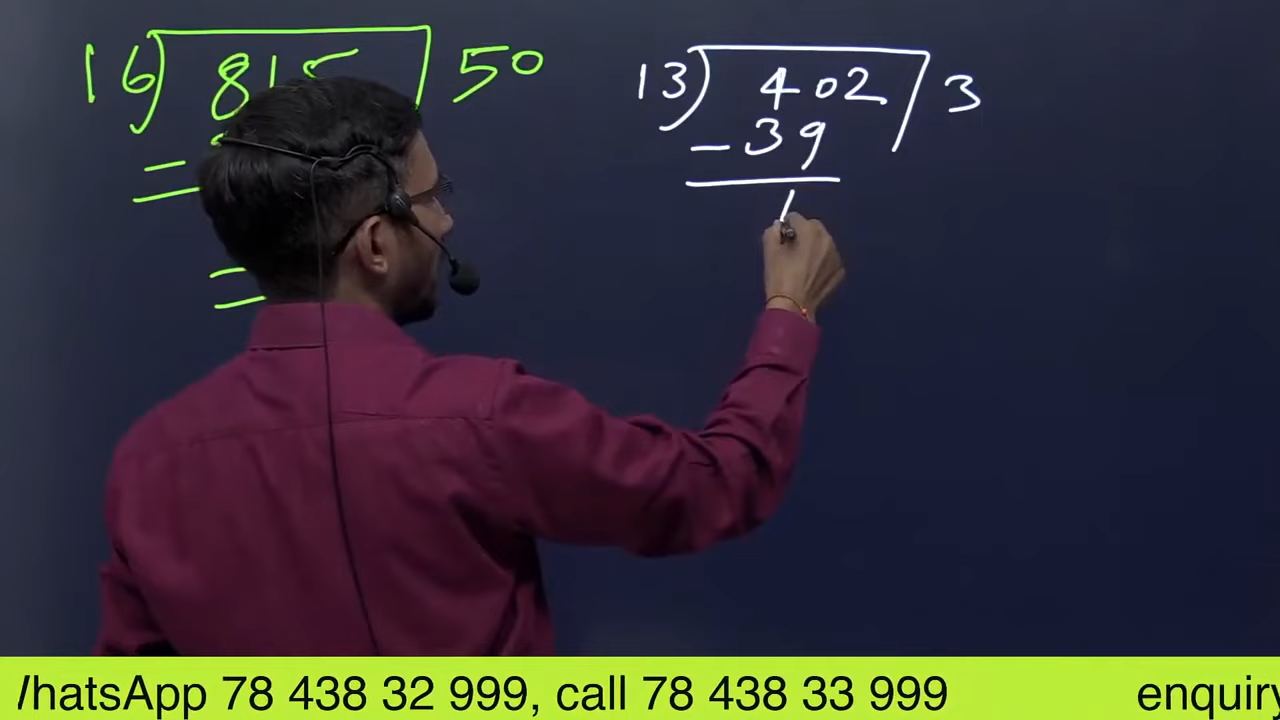 16) 815 50
=
=
13) 402 3
- 39
1
/hatsApp 78 438 32 999, call 78 438 33 999 enquiry